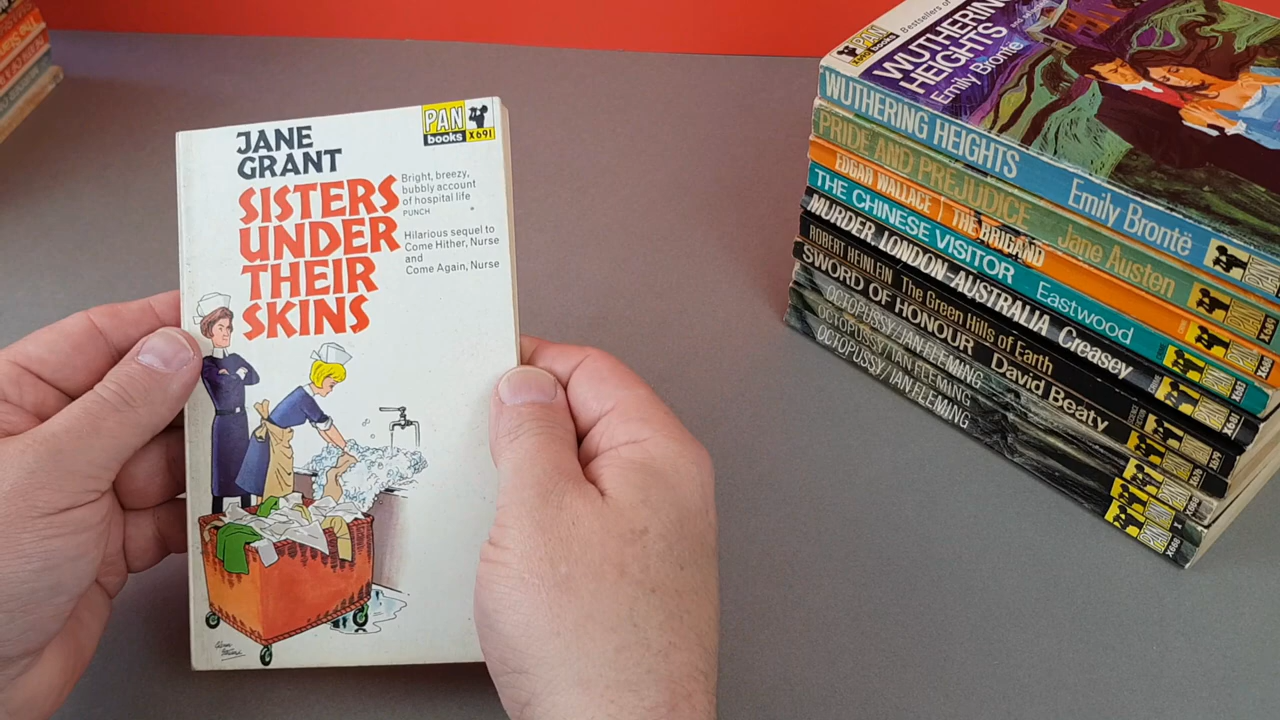 JANE
GRANT
SISTERS
UNDER
THEIR
SKINS
PAN
books X691
Bright, breezy,
bubbly account
of hospital life
PUNCH
Hilarious sequel to
Come Hither, Nurse
and
Come Again, Nurse
PAN
books
Bestsellers of
WUTHERING
HEIGHTS
Emily Brontë
WUTHERING HEIGHTS Emily Brontë
PRIDE AND PREJUDICE Jane Austen
EDGAR WALLACE THE BRIGAND
THE CHINESE VISITOR Eastwood
MURDER, LONDON-AUSTRALIA Creasey
ROBERT HEINLEIN The Green Hills of Earth
SWORD OF HONOUR David Beaty
OCTOPUSSY/IAN FLEMING
OCTOPUSSY/IAN FLEMING
OCTOPUSSY/IAN FLEMING